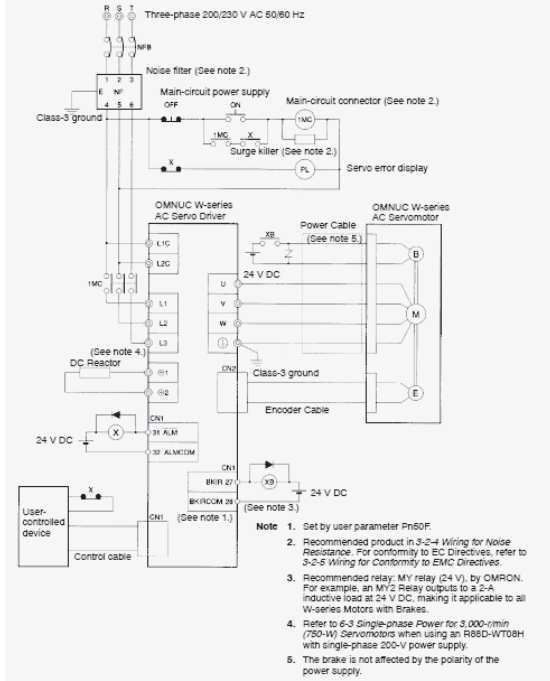 R S T
Three-phase 200/230 V AC 50/60 Hz
NFB
Noise filter (See note 2.)
1 2 3
E NF
4 5 6
Main-circuit power supply
OFF
ON
Main-circuit connector (See note 2.)
Class-3 ground
1MC
1MC
X
Surge killer (See note 2.)
X
PL
Servo error display
OMNUC W-series
AC Servo Driver
OMNUC W-series
AC Servomotor
Power Cable
(See note 5.)
XB
B
L1C
L2C
24 V DC
1MC
U
V
W
M
L1
L2
L3
(See note 4.)
DC Reactor
⊕1
⊕2
CN2
Class-3 ground
E
Encoder Cable
CN1
X
31 ALM
24 V DC
32 ALMCOM
CN1
BKIR 27
XB
24 V DC
BKIRCOM 28
(See note 3.)
(See note 1.)
X
User-
controlled
device
CN1
Control cable
Note 1. Set by user parameter Pn50F.
2. Recommended product in 3-2-4 Wiring for Noise
Resistance. For conformity to EC Directives, refer to
3-2-5 Wiring for Conformity to EMC Directives.
3. Recommended relay: MY relay (24 V), by OMRON.
For example, an MY2 Relay outputs to a 2-A
inductive load at 24 V DC, making it applicable to all
W-series Motors with Brakes.
4. Refer to 6-3 Single-phase Power for 3,000-r/min
(750-W) Servomotors when using an R88D-WT08H
with single-phase 200-V power supply.
5. The brake is not affected by the polarity of the
power supply.